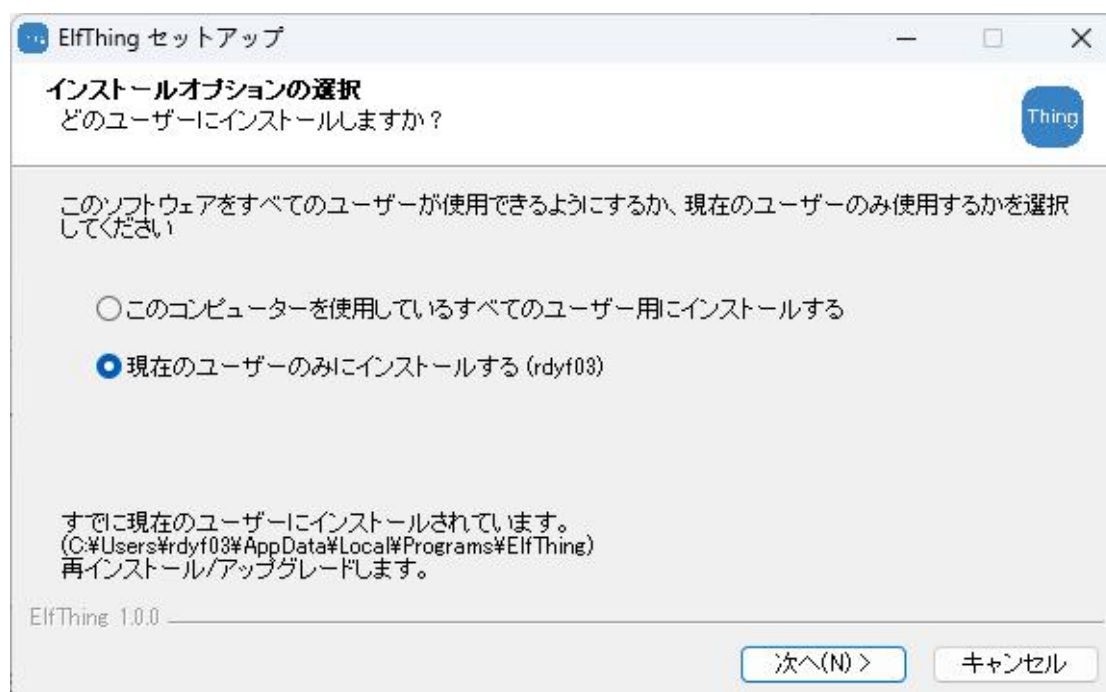 ElfThing セットアップ
インストールオプションの選択
どのユーザーにインストールしますか？
Thing
このソフトウェアをすべてのユーザーが使用できるようにするか、現在のユーザーのみ使用するかを選択
してください
このコンピューターを使用しているすべてのユーザー用にインストールする
現在のユーザーのみにインストールする (rdyf03)
すでに現在のユーザーにインストールされています。
(C:¥Users¥rdyf03¥AppData¥Local¥Programs¥ElfThing)
再インストール/アップグレードします。
ElfThing 1.0.0
次へ(N) >
キャンセル